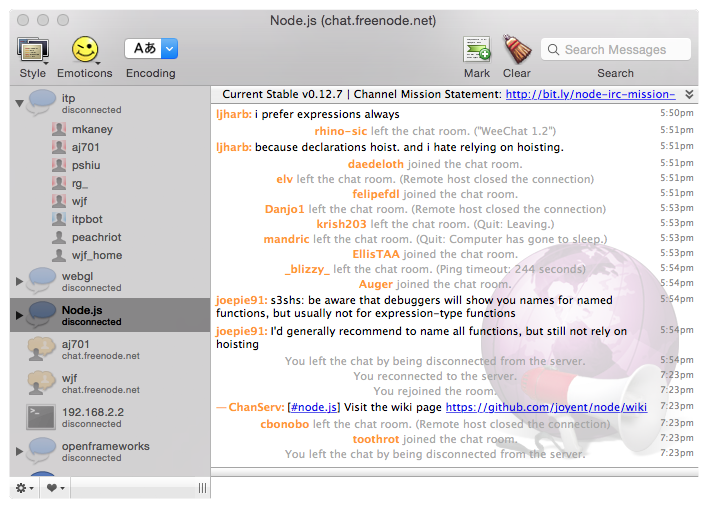 Node.js (chat.freenode.net)
Style
Emoticons
Aあ
Encoding
Mark
Clear
Search Messages
Search
itp
disconnected
mkaney
aj701
pshiu
rg_
wjf
itpbot
peachriot
wjf_home
webgl
disconnected
Node.js
disconnected
aj701
chat.freenode.net
wjf
chat.freenode.net
192.168.2.2
disconnected
openframeworks
disconnected
Current Stable v0.12.7 | Channel Mission Statement: http://bit.ly/node-irc-mission-
ljharb: i prefer expressions always 5:50pm
rhino-sic left the chat room. ("WeeChat 1.2") 5:51pm
ljharb: because declarations hoist. and i hate relying on hoisting. 5:51pm
daedeloth joined the chat room. 5:51pm
elv left the chat room. (Remote host closed the connection) 5:51pm
felipefdl joined the chat room. 5:51pm
Danjo1 left the chat room. (Remote host closed the connection) 5:53pm
krish203 left the chat room. (Quit: Leaving.) 5:53pm
mandric left the chat room. (Quit: Computer has gone to sleep.) 5:53pm
EllisTAA joined the chat room. 5:53pm
_blizzy_ left the chat room. (Ping timeout: 244 seconds) 5:54pm
Auger joined the chat room. 5:54pm
joepie91: s3shs: be aware that debuggers will show you names for named 5:54pm
functions, but usually not for expression-type functions
joepie91: I'd generally recommend to name all functions, but still not rely on 5:54pm
hoisting
You left the chat by being disconnected from the server. 5:54pm
You reconnected to the server. 7:23pm
You rejoined the room. 7:23pm
— ChanServ: [#node.js] Visit the wiki page https://github.com/joyent/node/wiki 7:23pm
cbonobo left the chat room. (Remote host closed the connection) 7:23pm
toothrot joined the chat room. 7:23pm
You left the chat by being disconnected from the server. 7:23pm